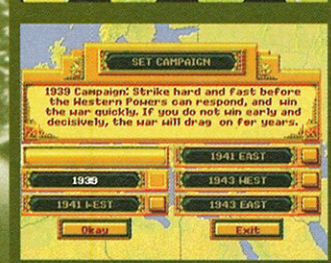 SET CAMPAIGN
1939 Campaign: Strike hard and fast before
the Western Powers can respond, and win
the war quickly. If you do not win early and
decisively, the war will drag on for years.
1941 EAST
1939
1943 WEST
1941 WEST
1943 EAST
Okay
Exit